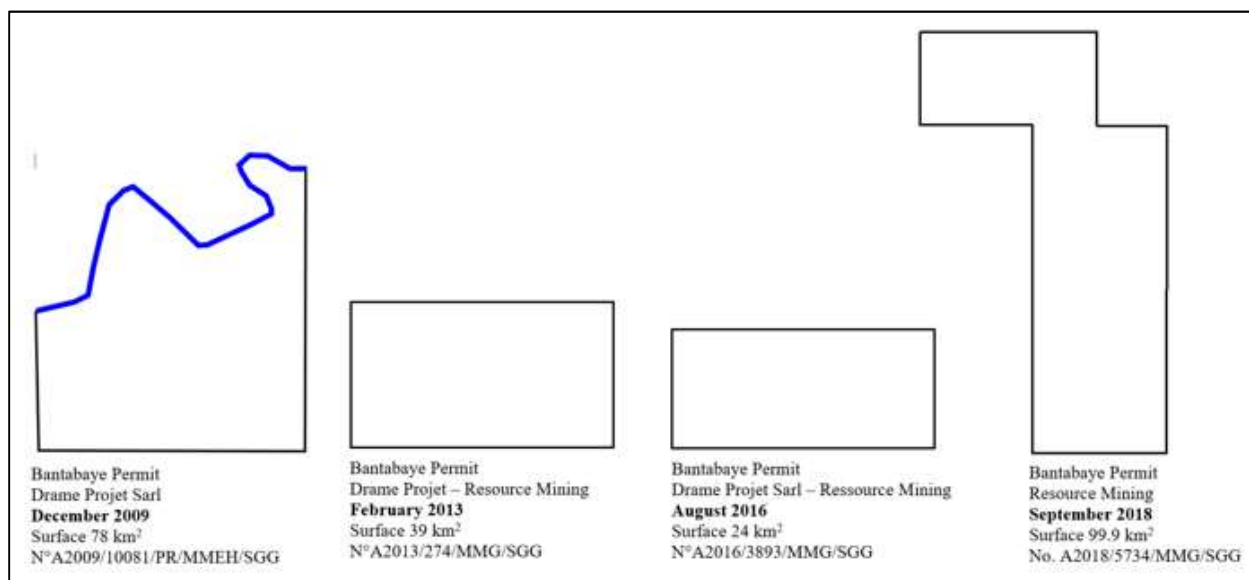 Bantabaye Permit
Drame Projet Sarl
December 2009
Surface 78 km²
N°A2009/10081/PR/MMEH/SGG
Bantabaye Permit
Drame Projet – Resource Mining
February 2013
Surface 39 km²
N°A2013/274/MMG/SGG
Bantabaye Permit
Drame Projet Sarl – Ressource Mining
August 2016
Surface 24 km²
N°A2016/3893/MMG/SGG
Bantabaye Permit
Resource Mining
September 2018
Surface 99.9 km²
No. A2018/5734/MMG/SGG